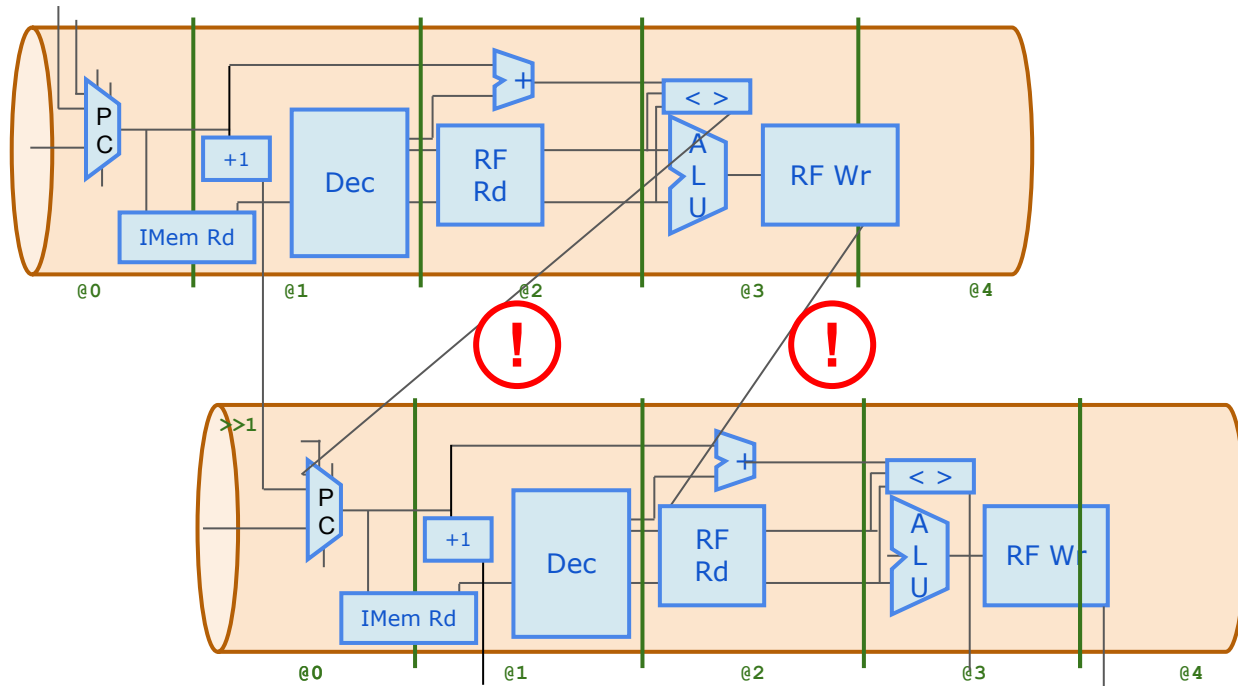 P
C
+1
IMem Rd
Dec
+
RF
Rd
< >
A
L
U
RF Wr
@0
@1
@2
@3
@4
!
!
>>1
P
C
+1
IMem Rd
Dec
+
RF
Rd
< >
A
L
U
RF Wr
@0
@1
@2
@3
@4